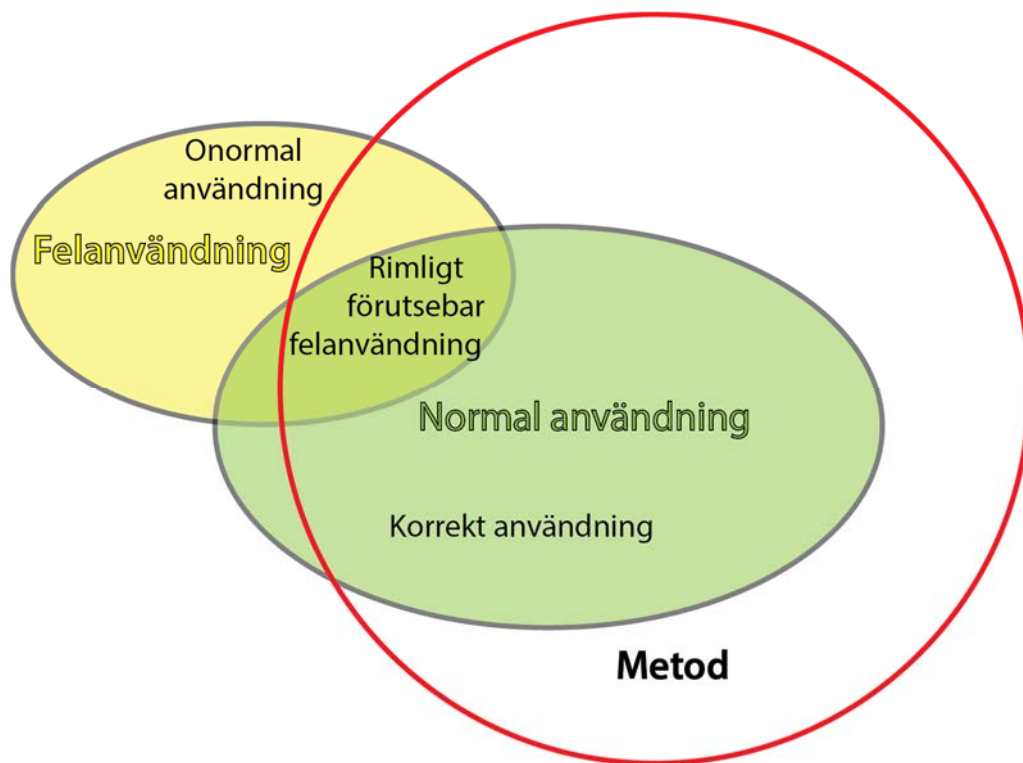 Onormal
användning
Felanvändning
Rimligt
förutsebar
felanvändning
Normal användning
Korrekt användning
Metod